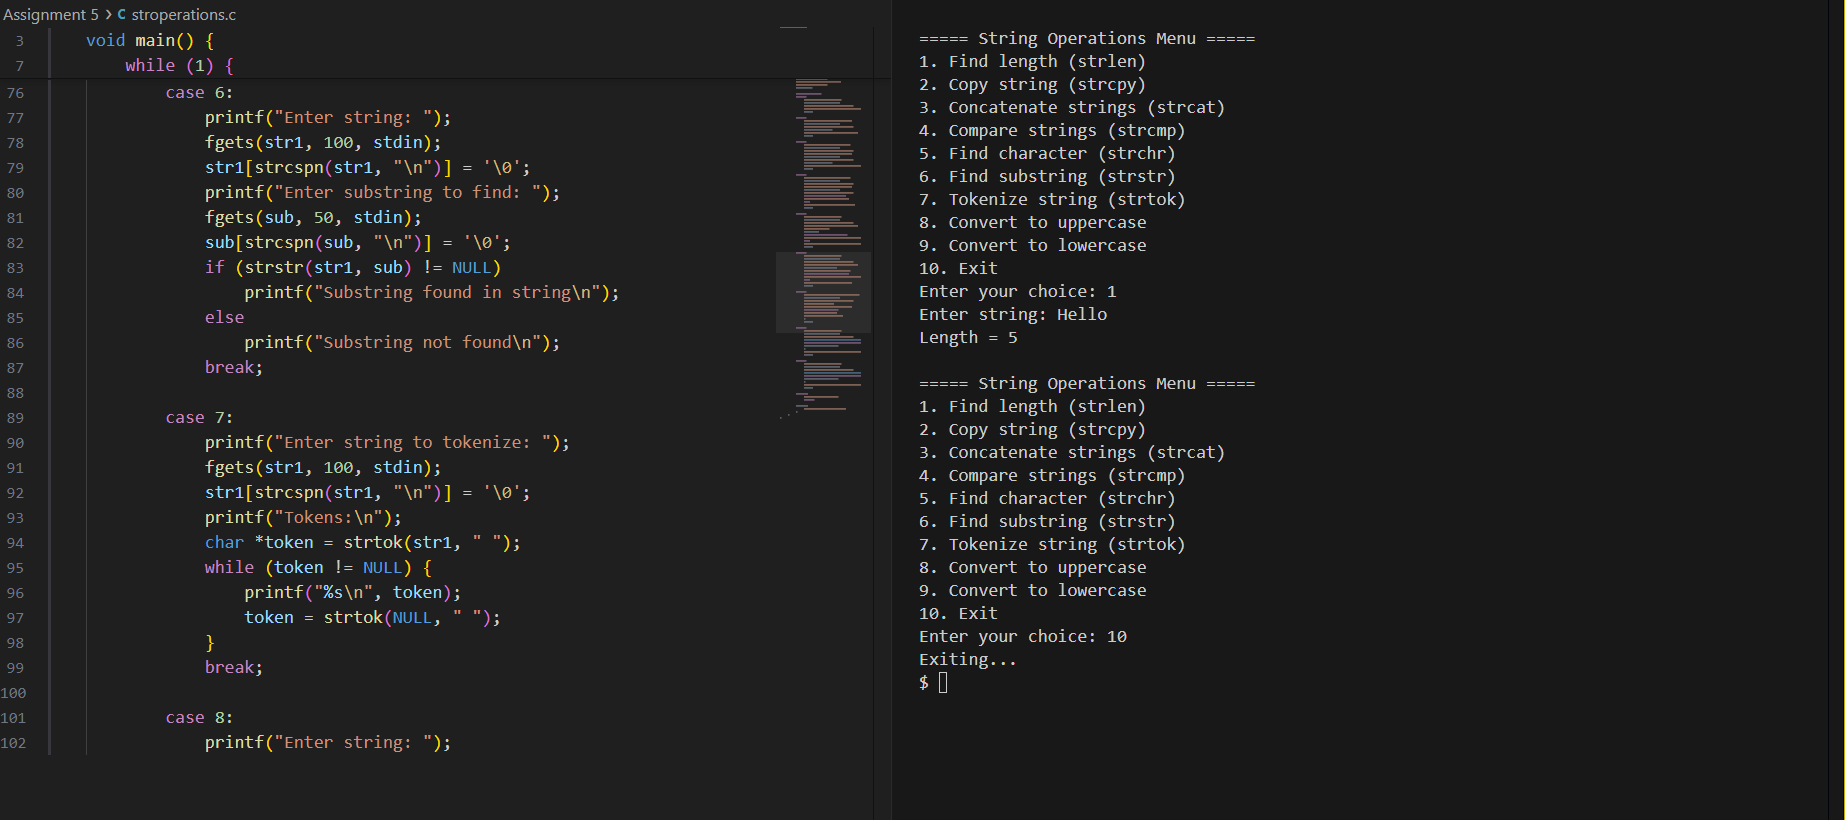 Assignment 5 > C stroperations.c
3 void main() {
7 while (1) {
76 case 6:
77 printf("Enter string: ");
78 fgets(str1, 100, stdin);
79 str1[strcspn(str1, "\n")] = '\0';
80 printf("Enter substring to find: ");
81 fgets(sub, 50, stdin);
82 sub[strcspn(sub, "\n")] = '\0';
83 if (strstr(str1, sub) != NULL)
84 printf("Substring found in string\n");
85 else
86 printf("Substring not found\n");
87 break;
88
89 case 7:
90 printf("Enter string to tokenize: ");
91 fgets(str1, 100, stdin);
92 str1[strcspn(str1, "\n")] = '\0';
93 printf("Tokens:\n");
94 char *token = strtok(str1, " ");
95 while (token != NULL) {
96 printf("%s\n", token);
97 token = strtok(NULL, " ");
98 }
99 break;
100
101 case 8:
102 printf("Enter string: ");
===== String Operations Menu =====
1. Find length (strlen)
2. Copy string (strcpy)
3. Concatenate strings (strcat)
4. Compare strings (strcmp)
5. Find character (strchr)
6. Find substring (strstr)
7. Tokenize string (strtok)
8. Convert to uppercase
9. Convert to lowercase
10. Exit
Enter your choice: 1
Enter string: Hello
Length = 5
===== String Operations Menu =====
1. Find length (strlen)
2. Copy string (strcpy)
3. Concatenate strings (strcat)
4. Compare strings (strcmp)
5. Find character (strchr)
6. Find substring (strstr)
7. Tokenize string (strtok)
8. Convert to uppercase
9. Convert to lowercase
10. Exit
Enter your choice: 10
Exiting...
$